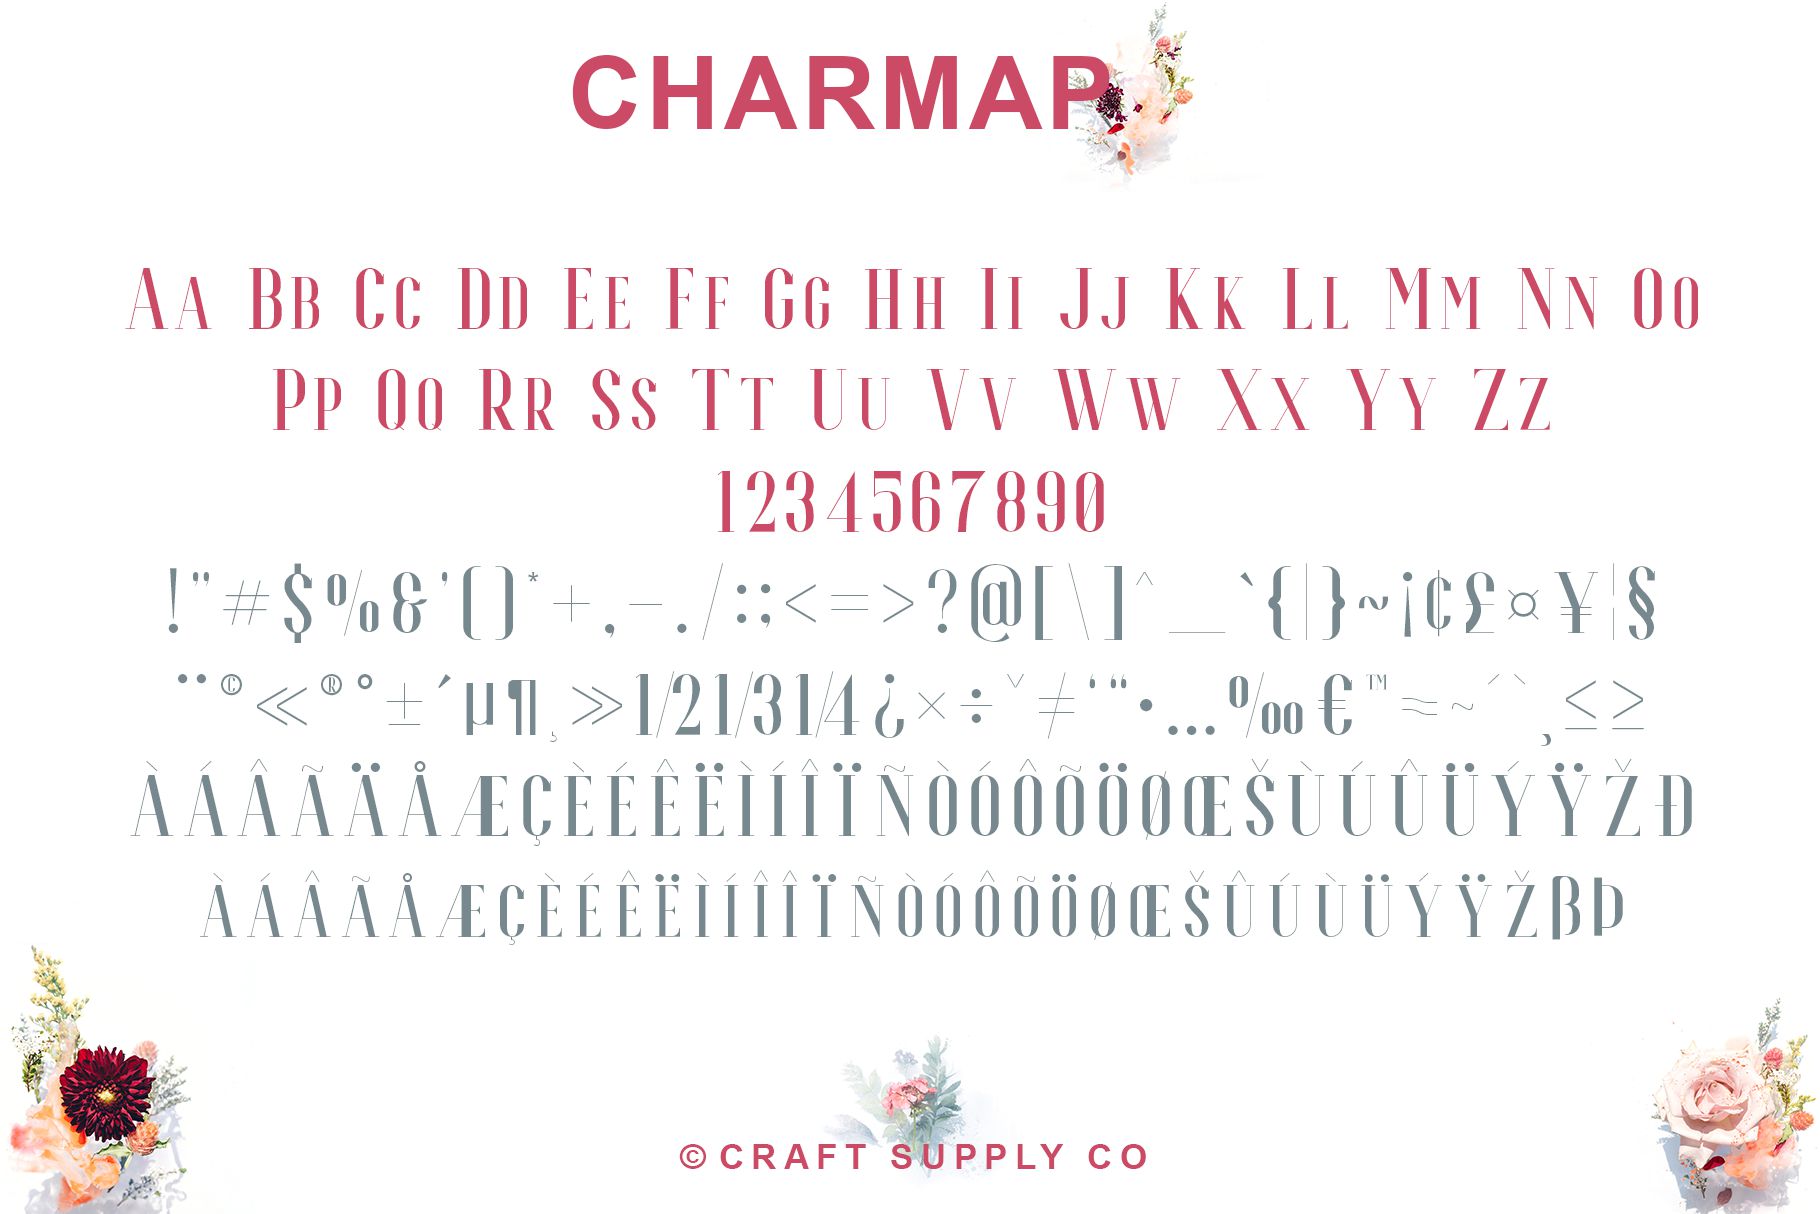 CHARMAP
Aa Bb Cc Dd Ee Ff Gg Hh Ii Jj Kk Ll Mm Nn Oo
Pp Qq Rr Ss Tt Uu Vv Ww Xx Yy Zz
1234567890
!"#$%&'()*+,-./:;<=>?@[\]^_`{|}~¡¢£¤¥¦§
¨©«®°±´µ¶¸»1/21/31/4¿×÷ˇ≠‘“•…‰€™≈~´`¸≤≥
ÀÁÂÃÄÅÆÇÈÉÊËÌÍÎÏÑÒÓÔÕÖØŒŠÙÚÛÜÝŸŽÐ
ÀÁÂÃÅÆÇÈÉÊËÌÍÎÎÏÑÒÓÔÕÖØŒŠÛÚÙÜÝŸŽßÞ
©CRAFT SUPPLY CO